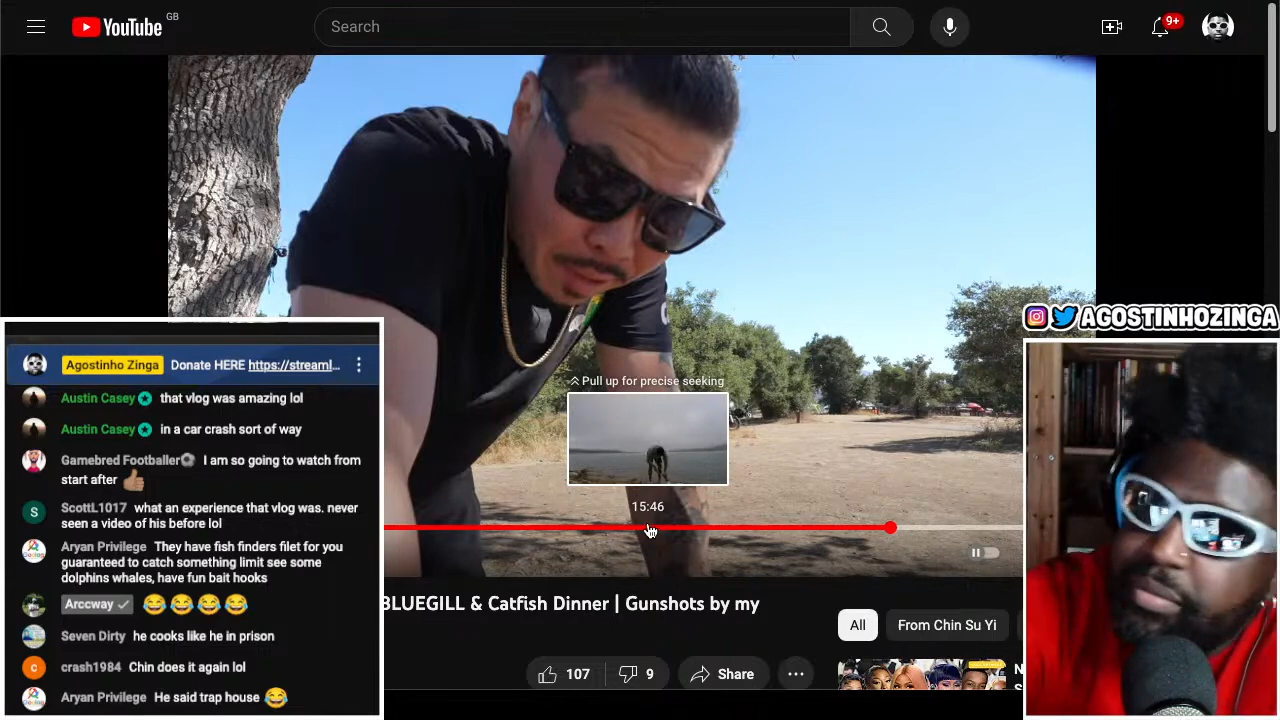 YouTube GB
Search
9+
AGOSTINHOZINGA
Agostinho Zinga Donate HERE https://streaml...
Austin Casey that vlog was amazing lol
Austin Casey in a car crash sort of way
Gamebred Footballer⚽ I am so going to watch from
start after 👍🏽
S ScottL1017 what an experience that vlog was. never
seen a video of his before lol
Aryan Privilege They have fish finders filet for you
guaranteed to catch something limit see some
dolphins whales, have fun bait hooks
Arccway 😂😂😂😂
Seven Dirty he cooks like he in prison
c crash1984 Chin does it again lol
Aryan Privilege He said trap house 😂
Pull up for precise seeking
15:46
BLUEGILL & Catfish Dinner | Gunshots by my
107
9
Share
All
From Chin Su Yi